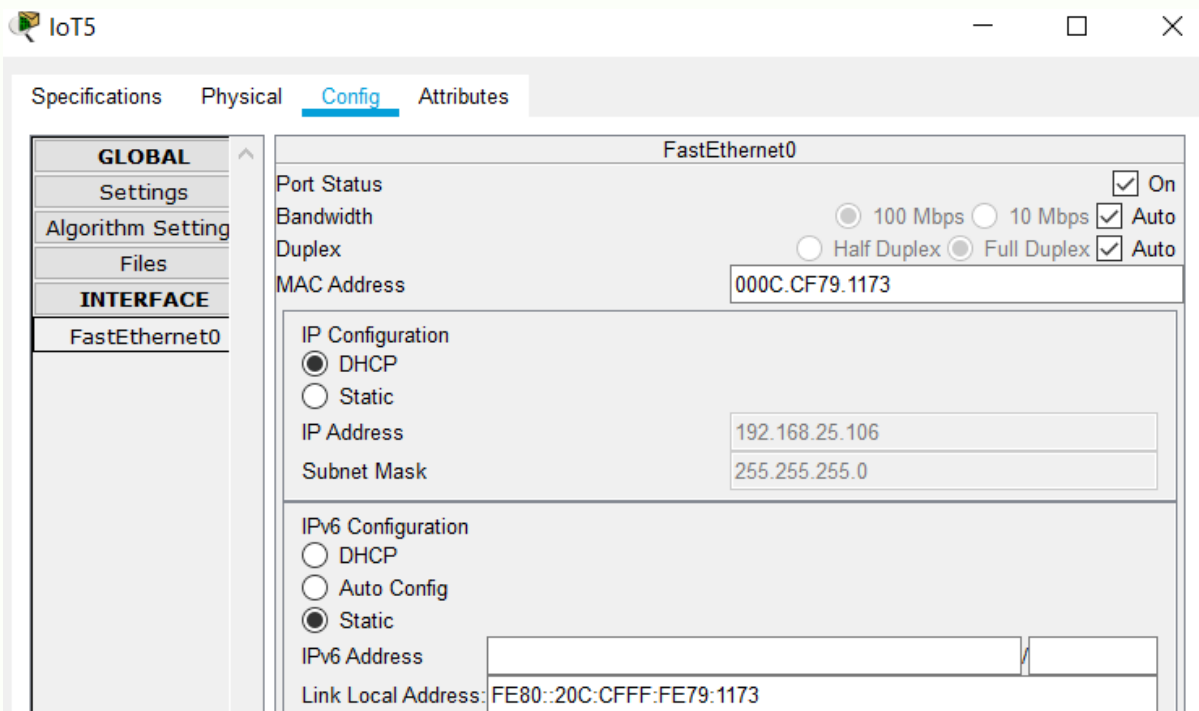 IoT5
Specifications Physical Config Attributes
GLOBAL
Settings
Algorithm Setting
Files
INTERFACE
FastEthernet0
FastEthernet0
Port Status On
Bandwidth 100 Mbps 10 Mbps Auto
Duplex Half Duplex Full Duplex Auto
MAC Address 000C.CF79.1173
IP Configuration
DHCP
Static
IP Address 192.168.25.106
Subnet Mask 255.255.255.0
IPv6 Configuration
DHCP
Auto Config
Static
IPv6 Address /
Link Local Address: FE80::20C:CFFF:FE79:1173